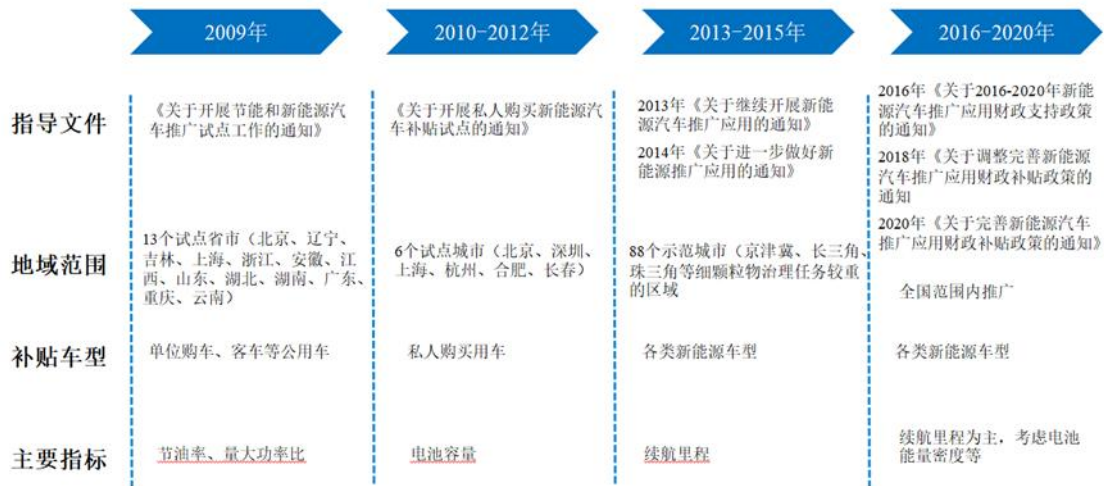 2009年
2010-2012年
2013-2015年
2016-2020年
指导文件
《关于开展节能和新能源汽
车推广试点工作的通知》
《关于开展私人购买新能源汽
车补贴试点的通知》
2013年《关于继续开展新能
源汽车推广应用的通知》
2014年《关于进一步做好新
能源推广应用的通知》
2016年《关于2016-2020年新
能源汽车推广应用财政支持政策
的通知》
2018年《关于调整完善新能源
汽车推广应用财政补贴政策的
通知
2020年《关于完善新能源汽车
推广应用财政补贴政策的通知》
地域范围
13个试点省市（北京、辽宁、
吉林、上海、浙江、安徽、江
西、山东、湖北、湖南、广东、
重庆、云南）
6个试点城市（北京、深圳、
上海、杭州、合肥、长春）
88个示范城市（京津冀、长三角、
珠三角等细颗粒物治理任务较重
的区域
全国范围内推广
补贴车型
单位购车、客车等公用车
私人购买用车
各类新能源车型
各类新能源车型
主要指标
节油率、量大功率比
电池容量
续航里程
续航里程为主，考虑电池
能量密度等